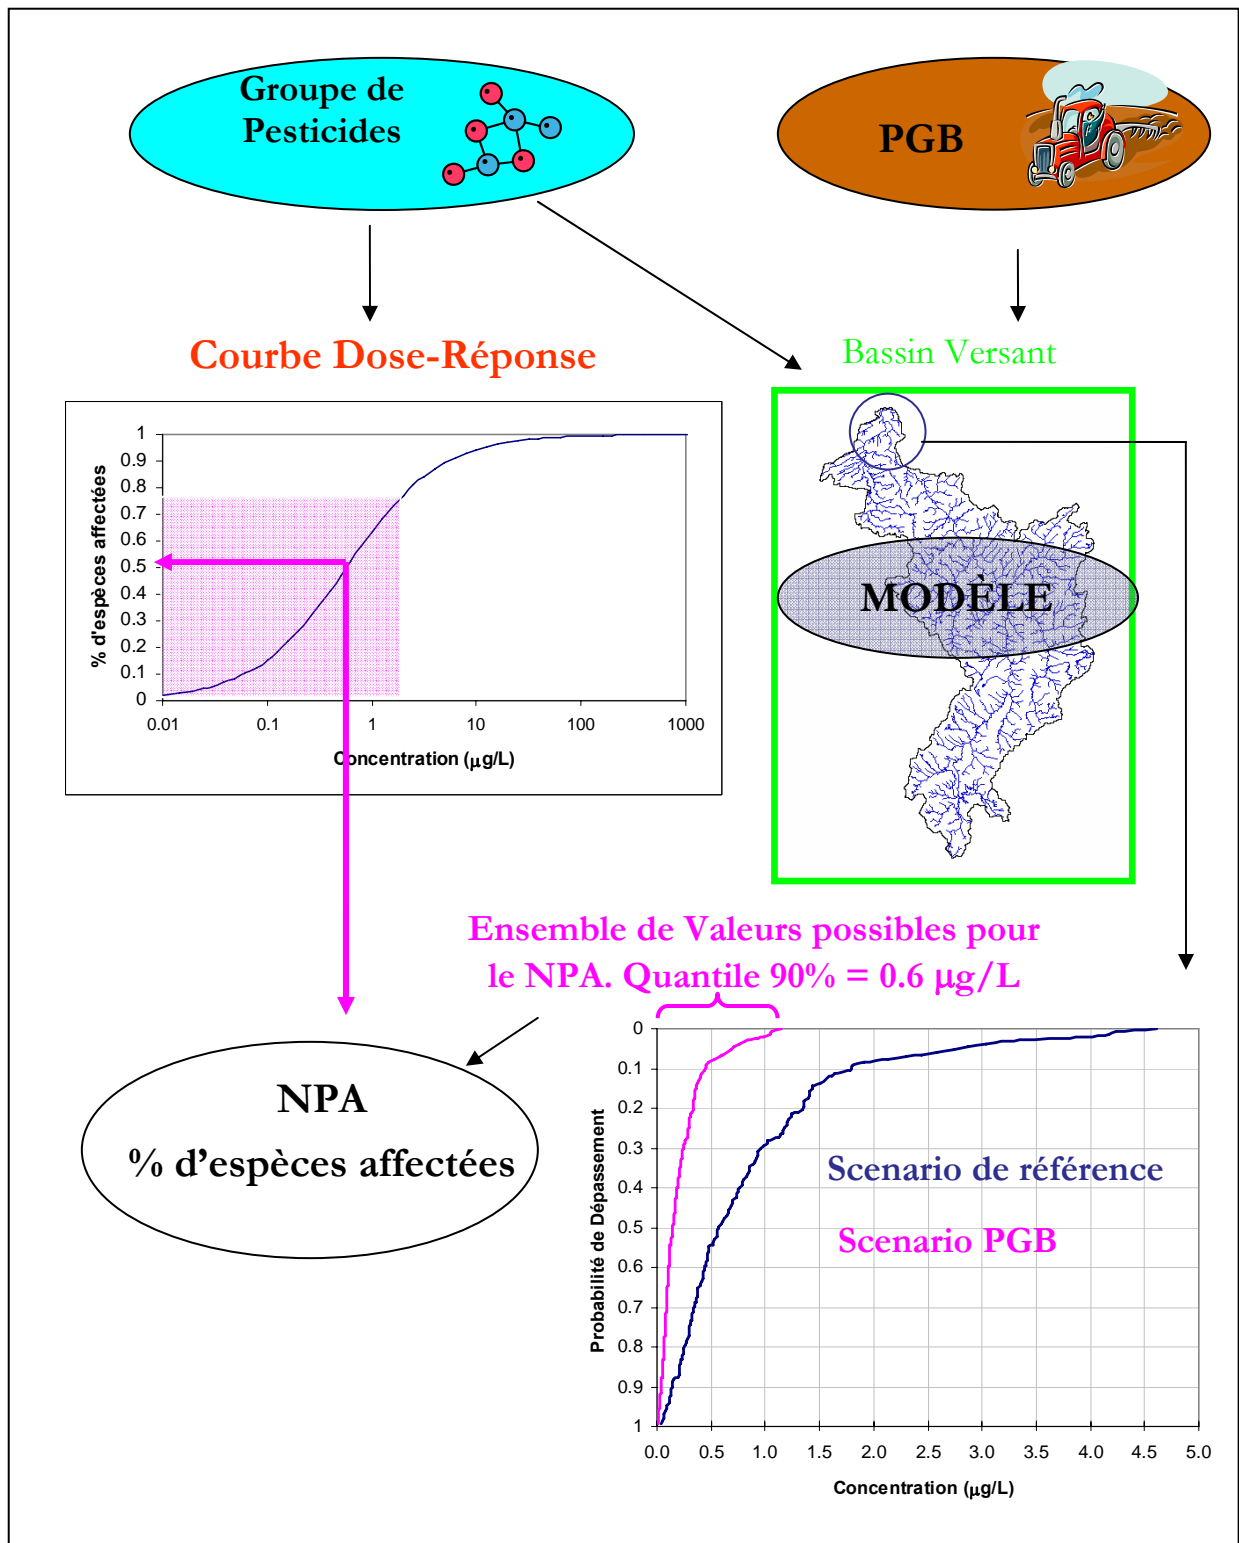 Groupe de
Pesticides
PGB
Courbe Dose-Réponse
Bassin Versant
% d'espèces affectées
1
0.9
0.8
0.7
0.6
0.5
0.4
0.3
0.2
0.1
0
0.01
0.1
1
10
100
1000
Concentration (µg/L)
MODÈLE
Ensemble de Valeurs possibles pour
le NPA. Quantile 90% = 0.6 µg/L
NPA
% d'espèces affectées
Probabilité de Dépassement
0
0.1
0.2
0.3
0.4
0.5
0.6
0.7
0.8
0.9
1
Scenario de référence
Scenario PGB
0.0
0.5
1.0
1.5
2.0
2.5
3.0
3.5
4.0
4.5
5.0
Concentration (µg/L)